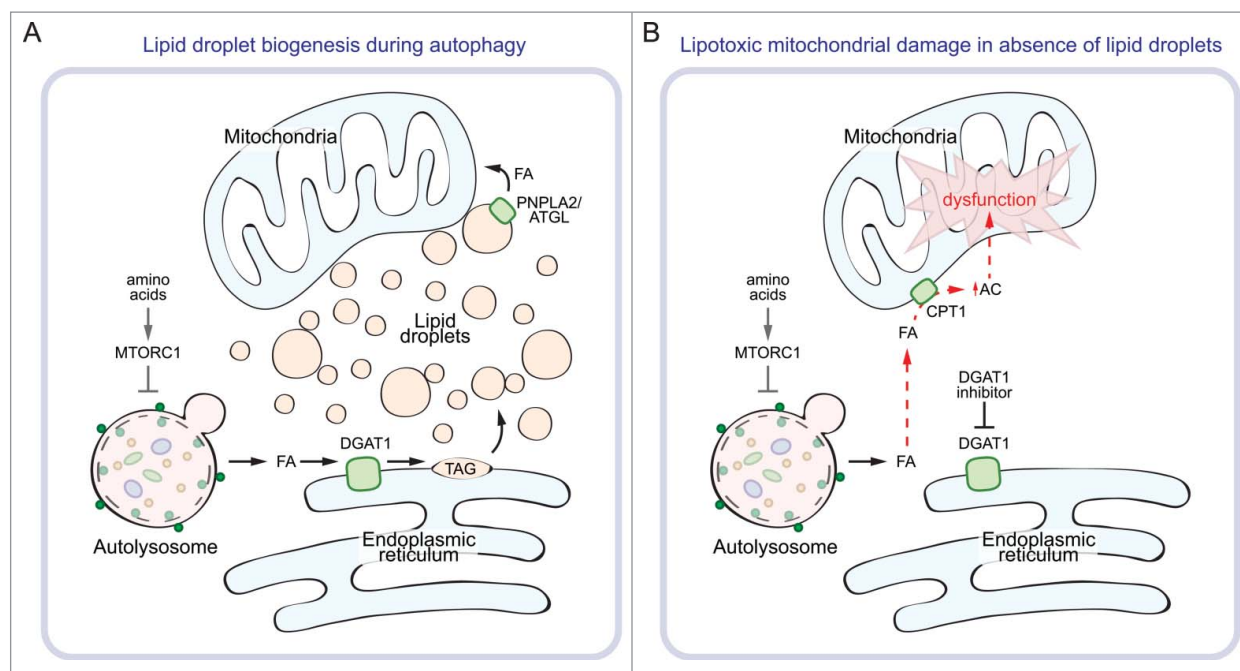 A
Lipid droplet biogenesis during autophagy
Mitochondria
FA
PNPLA2/
ATGL
amino
acids
MTORC1
Lipid
droplets
DGAT1
FA
TAG
Autolysosome
Endoplasmic
reticulum
B
Lipotoxic mitochondrial damage in absence of lipid droplets
Mitochondria
dysfunction
amino
acids
AC
CPT1
FA
MTORC1
DGAT1
inhibitor
DGAT1
FA
Autolysosome
Endoplasmic
reticulum